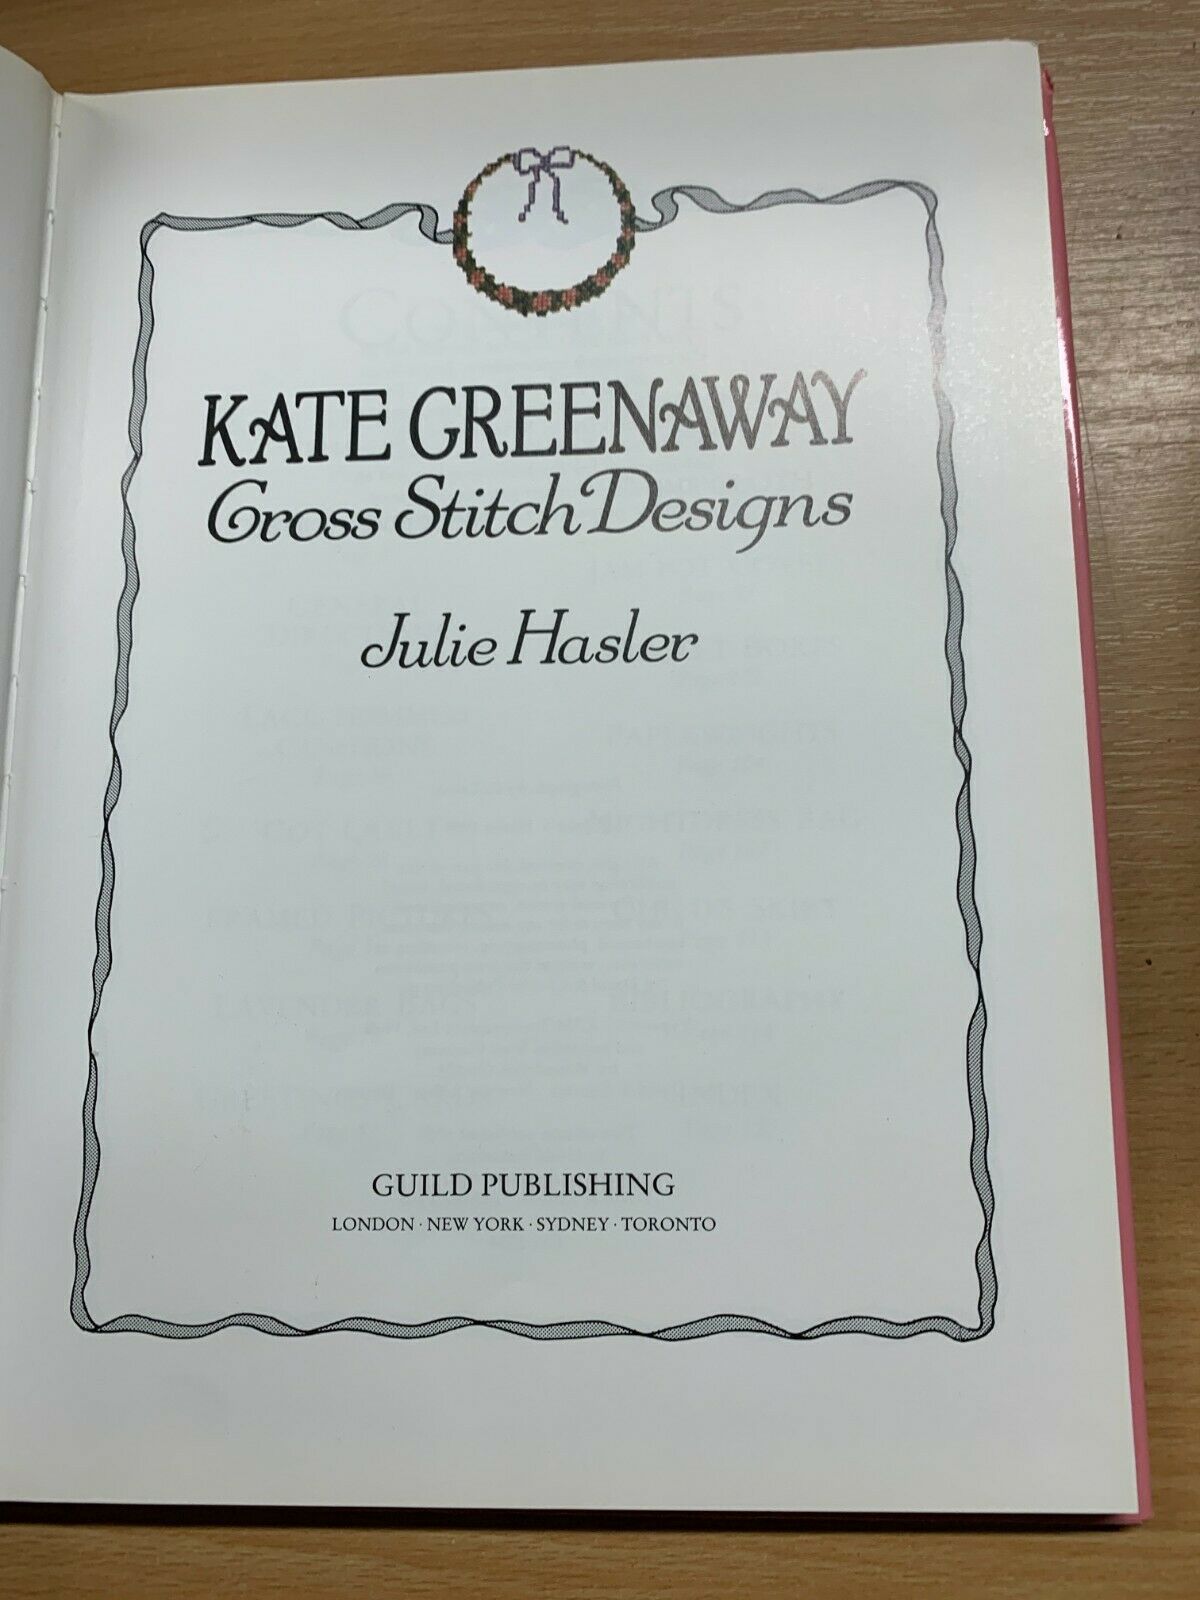 KATE GREENAWAY
Cross Stitch Designs
Julie Hasler
GUILD PUBLISHING
LONDON · NEW YORK · SYDNEY · TORONTO